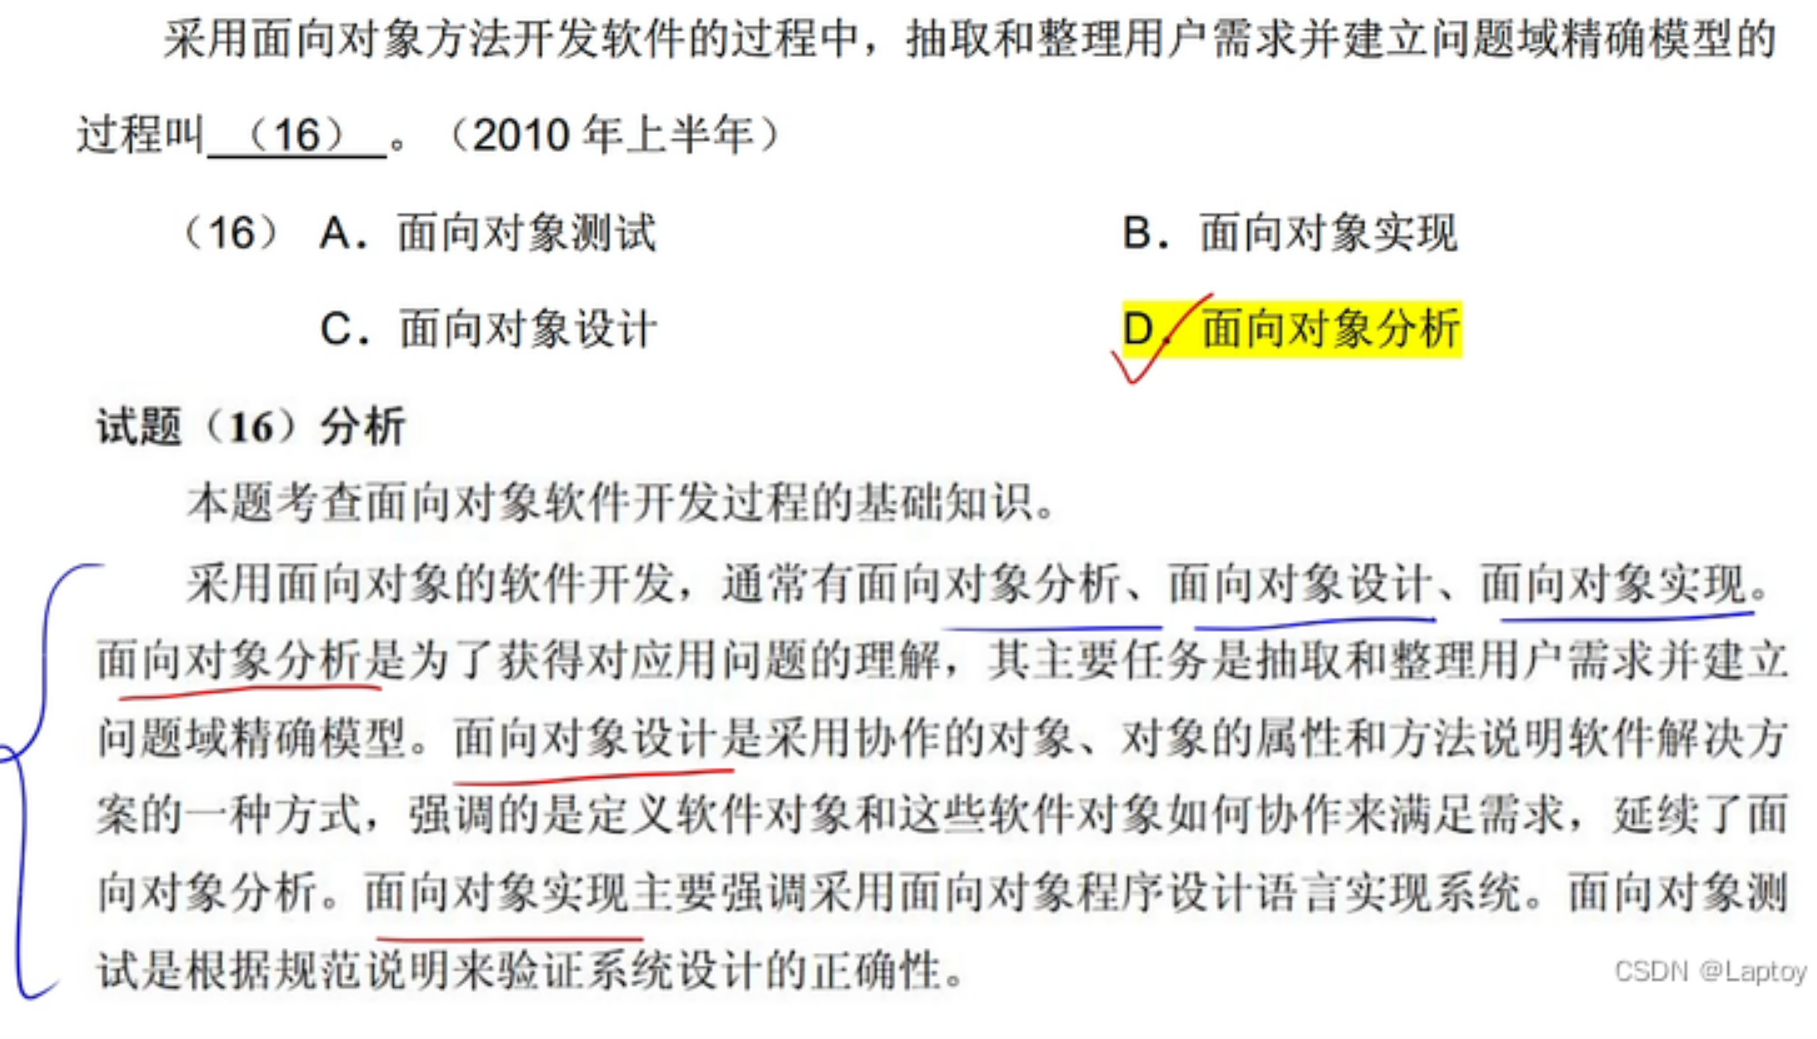 采用面向对象方法开发软件的过程中，抽取和整理用户需求并建立问题域精确模型的
过程叫（16）。（2010 年上半年）
（16） A．面向对象测试 B．面向对象实现
C．面向对象设计 D．面向对象分析
试题（16）分析
本题考查面向对象软件开发过程的基础知识。
采用面向对象的软件开发，通常有面向对象分析、面向对象设计、面向对象实现。
面向对象分析是为了获得对应用问题的理解，其主要任务是抽取和整理用户需求并建立
问题域精确模型。面向对象设计是采用协作的对象、对象的属性和方法说明软件解决方
案的一种方式，强调的是定义软件对象和这些软件对象如何协作来满足需求，延续了面
向对象分析。面向对象实现主要强调采用面向对象程序设计语言实现系统。面向对象测
试是根据规范说明来验证系统设计的正确性。
CSDN @Laptoy